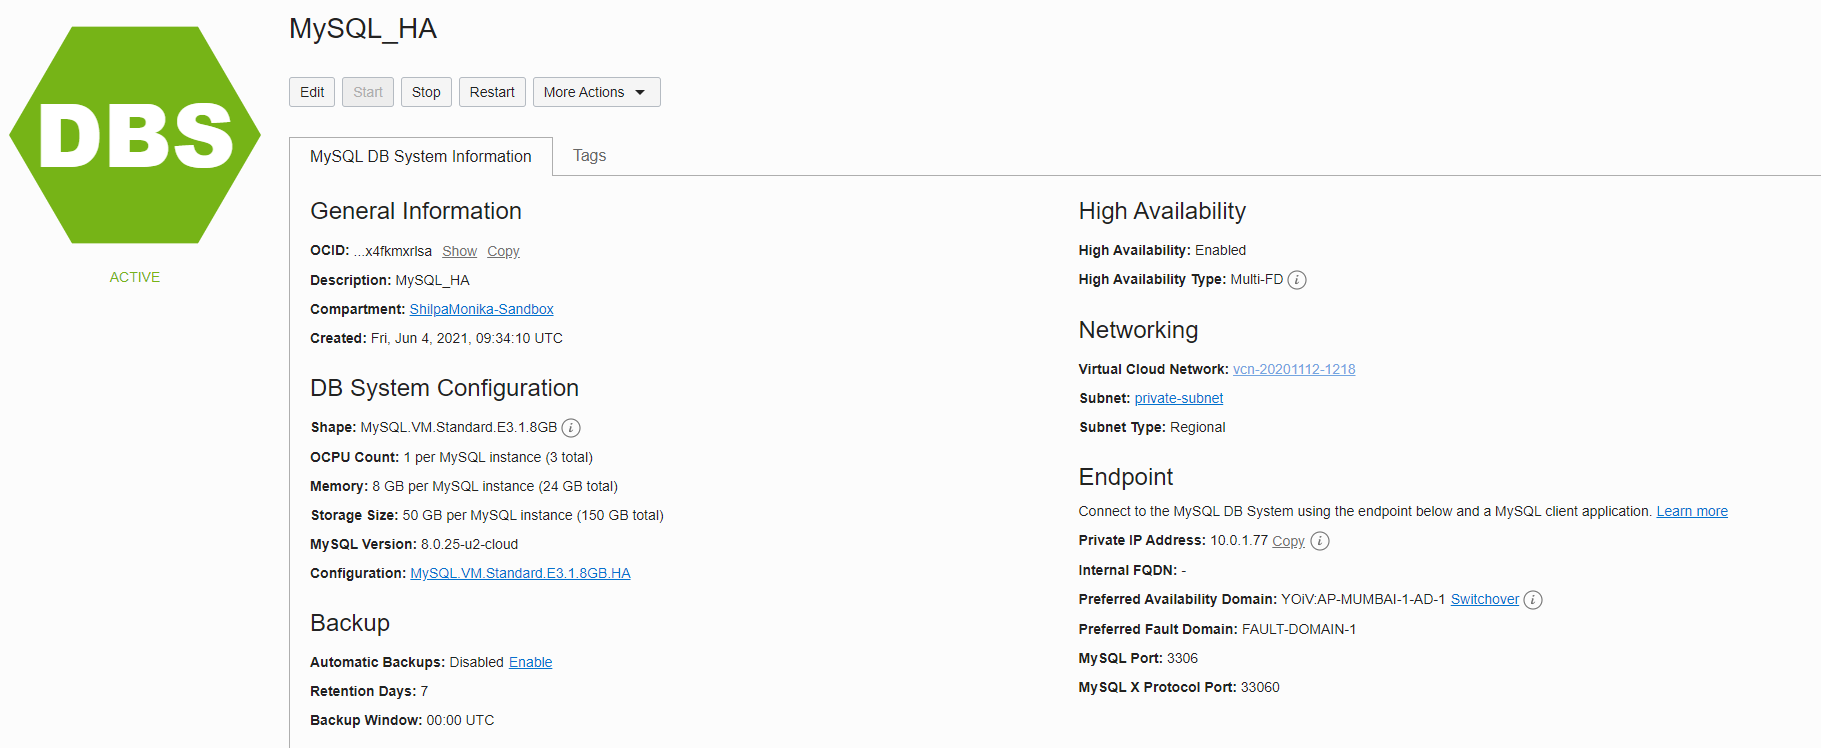 DBS
ACTIVE
MySQL_HA
Edit Start Stop Restart More Actions
MySQL DB System Information Tags
General Information
OCID: ...x4fkmxrlsa Show Copy
Description: MySQL_HA
Compartment: ShilpaMonika-Sandbox
Created: Fri, Jun 4, 2021, 09:34:10 UTC
DB System Configuration
Shape: MySQL.VM.Standard.E3.1.8GB i
OCPU Count: 1 per MySQL instance (3 total)
Memory: 8 GB per MySQL instance (24 GB total)
Storage Size: 50 GB per MySQL instance (150 GB total)
MySQL Version: 8.0.25-u2-cloud
Configuration: MySQL.VM.Standard.E3.1.8GB.HA
Backup
Automatic Backups: Disabled Enable
Retention Days: 7
Backup Window: 00:00 UTC
High Availability
High Availability: Enabled
High Availability Type: Multi-FD i
Networking
Virtual Cloud Network: vcn-20201112-1218
Subnet: private-subnet
Subnet Type: Regional
Endpoint
Connect to the MySQL DB System using the endpoint below and a MySQL client application. Learn more
Private IP Address: 10.0.1.77 Copy i
Internal FQDN: -
Preferred Availability Domain: YOiV:AP-MUMBAI-1-AD-1 Switchover i
Preferred Fault Domain: FAULT-DOMAIN-1
MySQL Port: 3306
MySQL X Protocol Port: 33060